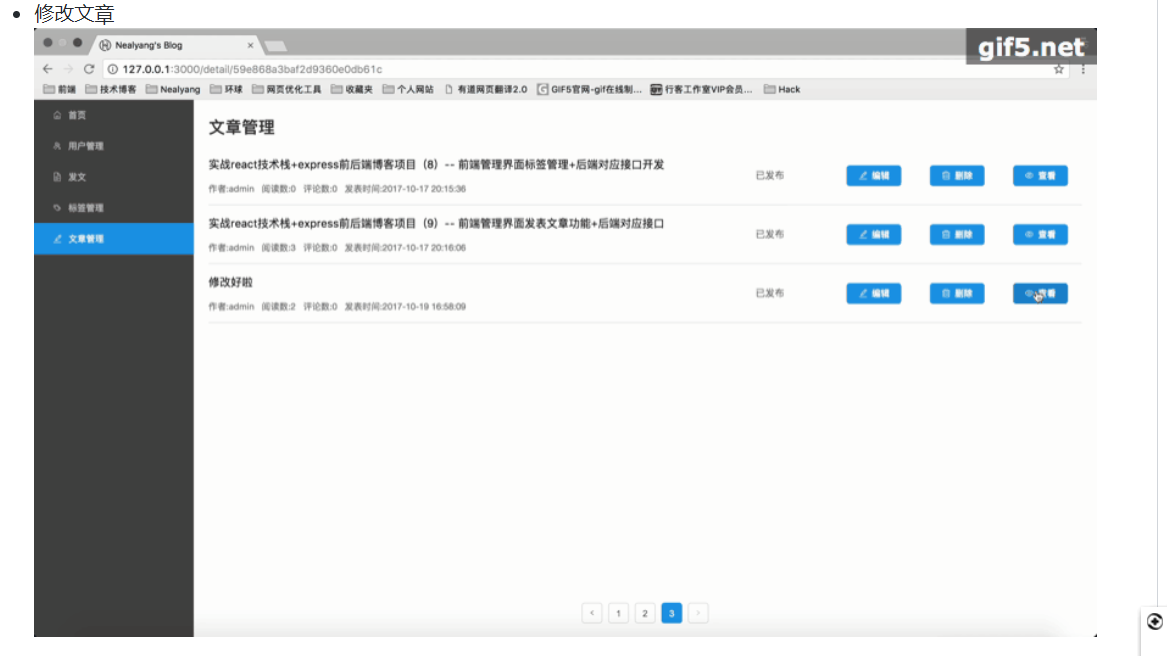 修改文章
Nealyang's Blog
gif5.net
127.0.0.1:3000/detail/59e868a3baf2d9360e0db61c
前端 技术博客 Nealyang 环球 网页优化工具 收藏夹 个人网站 有道网页翻译2.0 GIF5官网-gif在线制... 行客工作室VIP会员... Hack
首页
用户管理
发文
标签管理
文章管理
文章管理
实战react技术栈+express前后端博客项目（8）-- 前端管理界面标签管理+后端对应接口开发
作者:admin 阅读数:0 评论数:0 发表时间:2017-10-17 20:15:36
已发布 编辑 删除 查看
实战react技术栈+express前后端博客项目（9）-- 前端管理界面发表文章功能+后端对应接口
作者:admin 阅读数:3 评论数:0 发表时间:2017-10-17 20:16:06
已发布 编辑 删除 查看
修改好啦
作者:admin 阅读数:2 评论数:0 发表时间:2017-10-19 16:58:09
已发布 编辑 删除 查看
< 1 2 3 >